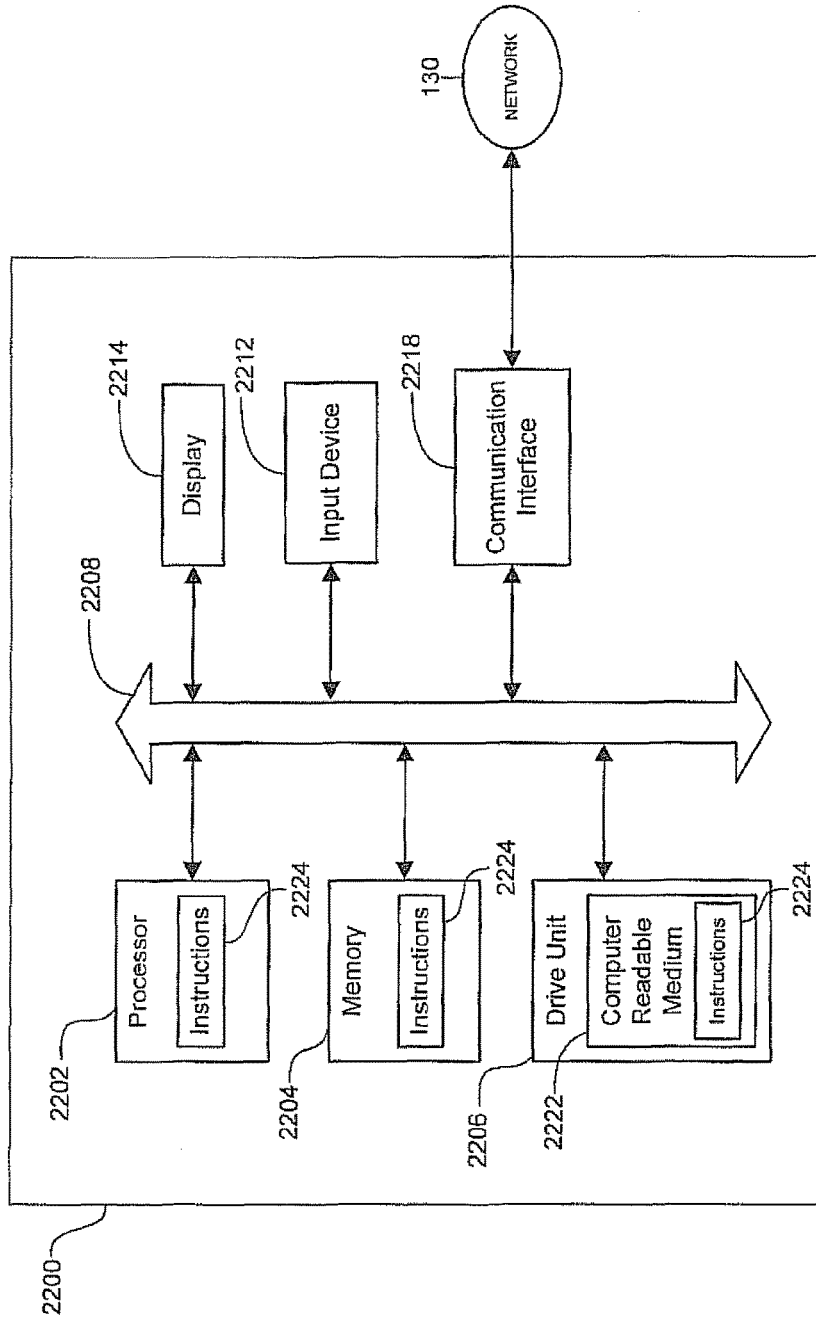 2200
2202
Processor
Instructions
2224
2204
Memory
Instructions
2224
2206
Drive Unit
2222
Computer
Readable
Medium
Instructions
2224
2208
Display
2214
Input Device
2212
Communication
Interface
2218
130
NETWORK